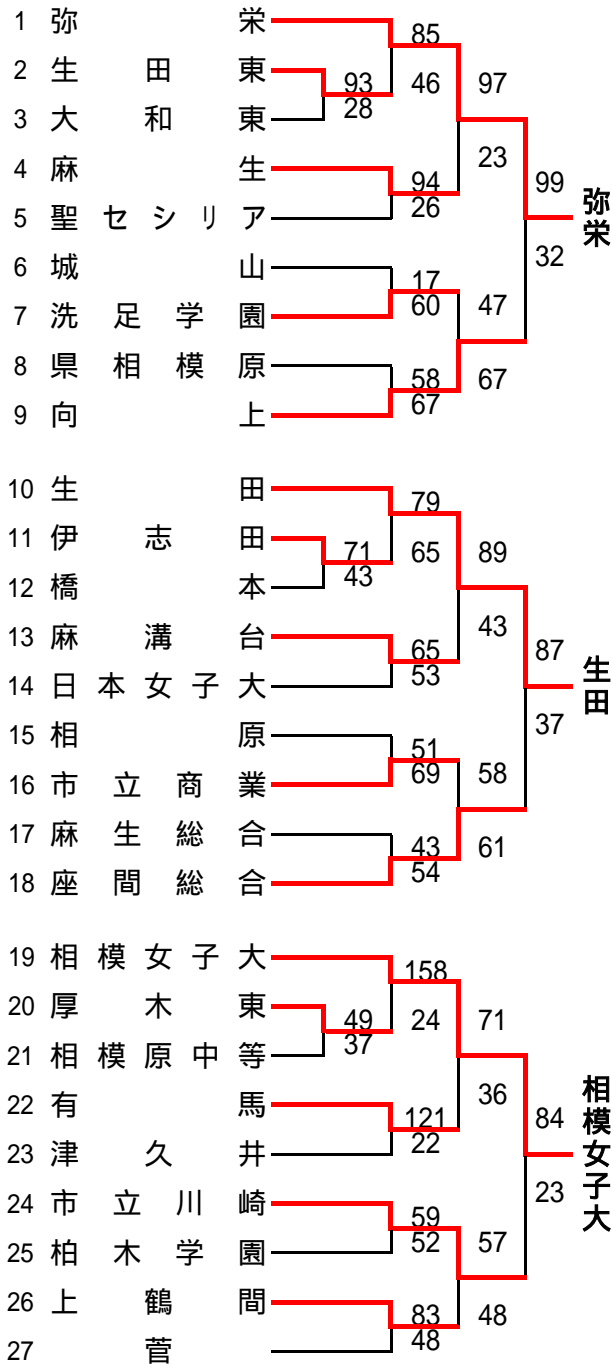 1 弥栄
85
2 生田東
93
46
97
3 大和東
28
4 麻生
94
23
99
5 聖セシリア
26
弥栄
6 城山
17
32
7 洗足学園
60
47
8 県相模原
58
67
9 向上
67
10 生田
79
11 伊志田
71
65
89
12 橋本
43
13 麻溝台
65
43
87
14 日本女子大
53
生田
15 相原
51
37
16 市立商業
69
58
17 麻生総合
43
61
18 座間総合
54
19 相模女子大
158
20 厚木東
49
24
71
21 相模原中等
37
22 有馬
121
36
84
23 津久井
22
相模女子大
24 市立川崎
59
23
25 柏木学園
52
57
26 上鶴間
83
48
27 菅
48